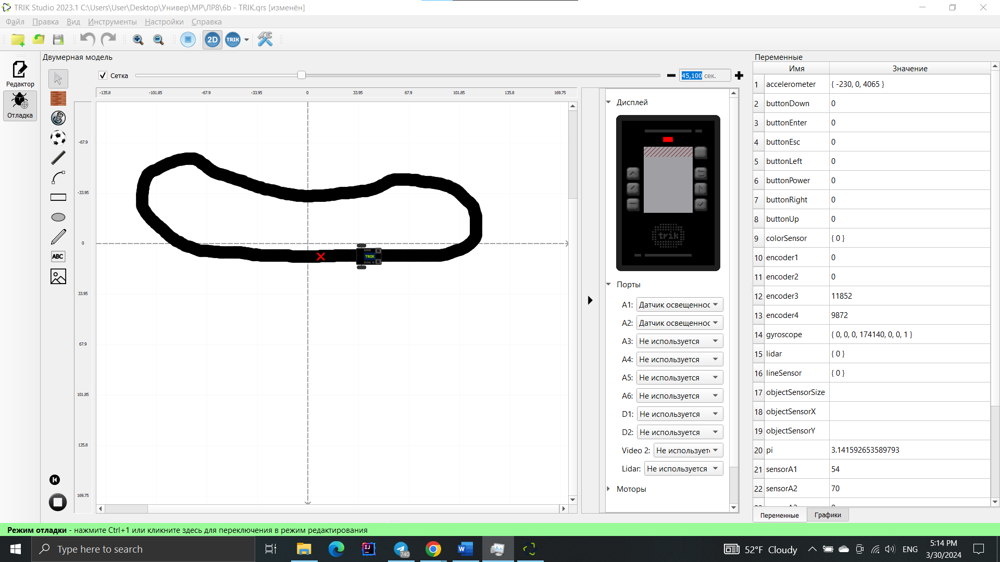 TRIK Studio 2023.1 C:\Users\User\Desktop\Универ\МР\ЛР8\6b - TRIK.qrs [изменён]
Файл Правка Вид Инструменты Настройки Справка
2D TRIK
Редактор
Отладка
Двумерная модель
Сетка
45,100 сек.
-135.8 -101.85 -67.9 -33.95 0 33.95 67.9 101.85 135.8 169.75
-67.9
-33.95
0
33.95
67.9
101.85
135.8
169.75
ABC
TRIK
Дисплей
trik
Порты
A1: Датчик освещеннос
A2: Датчик освещеннос
A3: Не используется
A4: Не используется
A5: Не используется
A6: Не используется
D1: Не используется
D2: Не используется
Video 2: Не используетс
Lidar: Не используется
Моторы
Переменные
Имя Значение
1 accelerometer { -230, 0, 4065 }
2 buttonDown 0
3 buttonEnter 0
4 buttonEsc 0
5 buttonLeft 0
6 buttonPower 0
7 buttonRight 0
8 buttonUp 0
9 colorSensor { 0 }
10 encoder1 0
11 encoder2 0
12 encoder3 11852
13 encoder4 9872
14 gyroscope { 0, 0, 0, 174140, 0, 0, 1 }
15 lidar { 0 }
16 lineSensor { 0 }
17 objectSensorSize
18 objectSensorX
19 objectSensorY
20 pi 3.141592653589793
21 sensorA1 54
22 sensorA2 70
Переменные Графики
Режим отладки - нажмите Ctrl+1 или кликните здесь для переключения в режим редактирования
Type here to search
740
52°F Cloudy
ENG
5:14 PM
3/30/2024